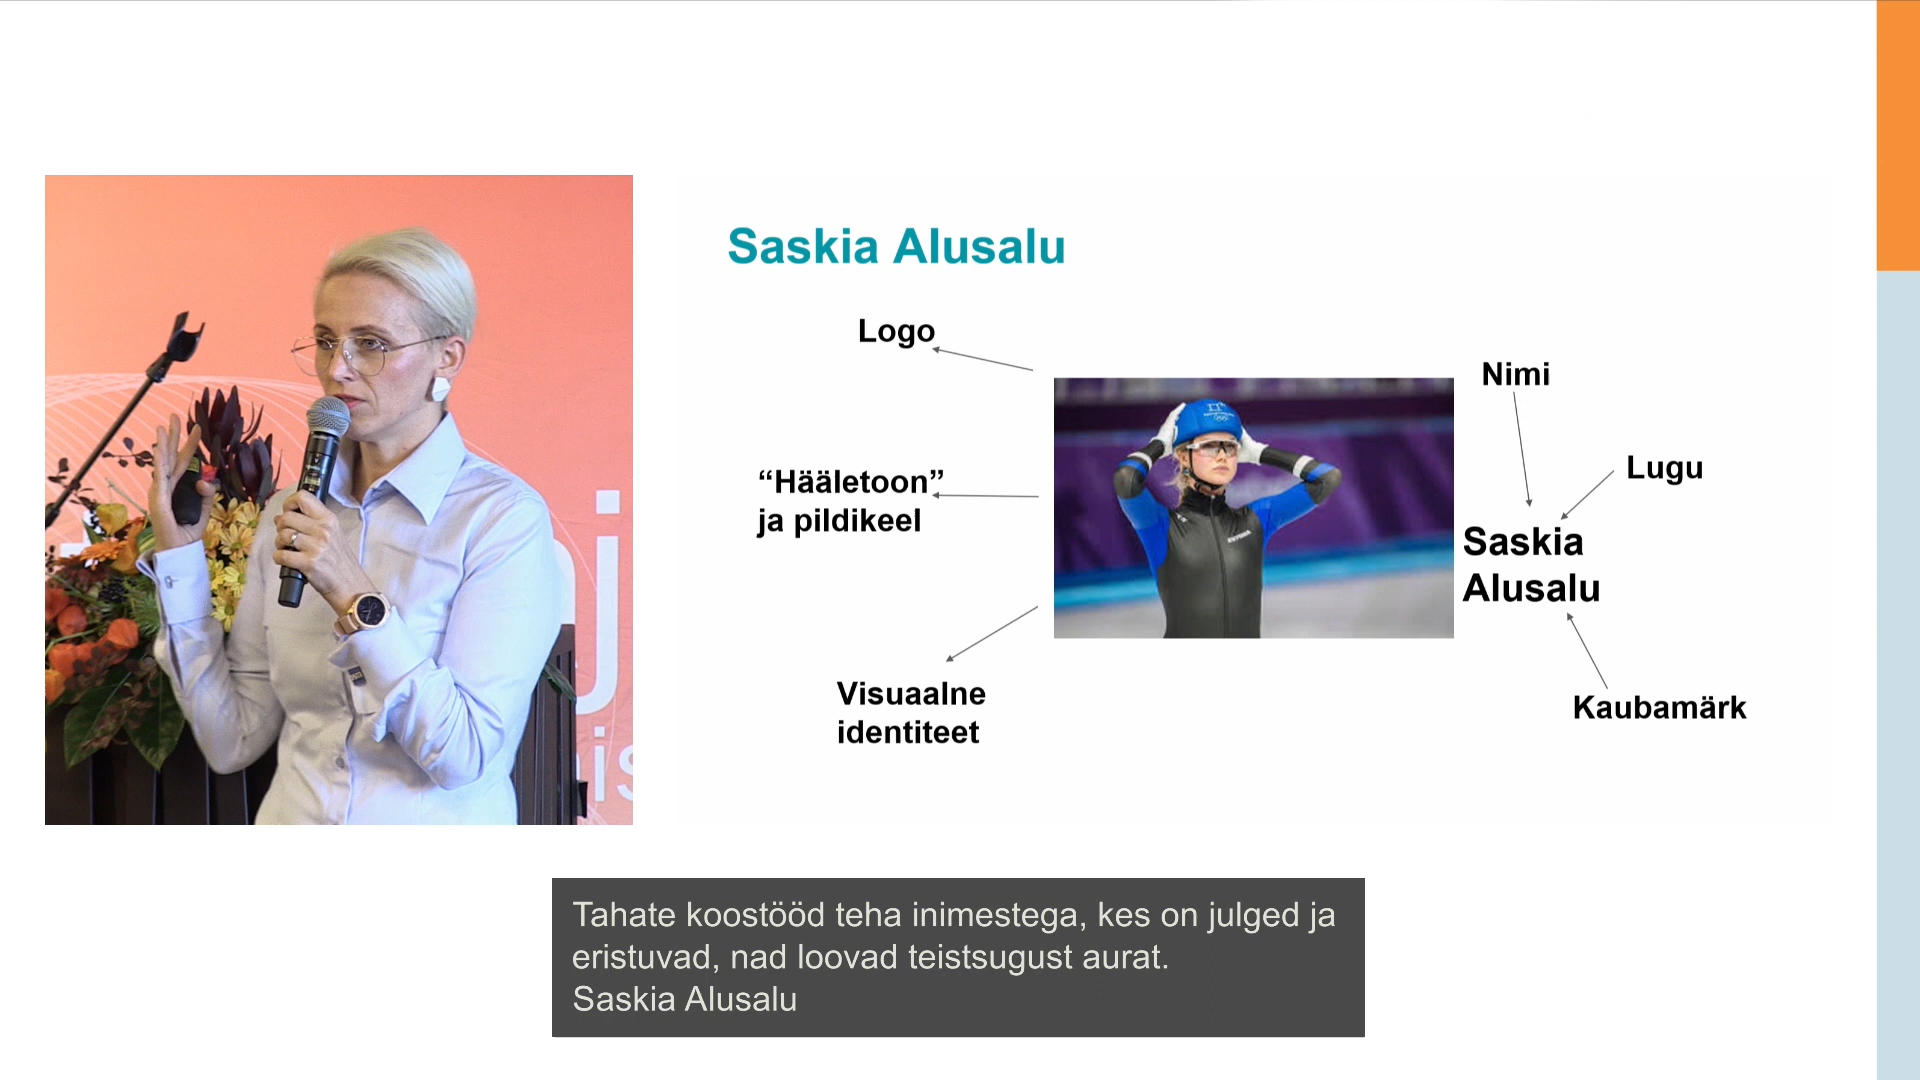 Saskia Alusalu
Logo
Nimi
Lugu
“Hääletoon”
ja pildikeel
Saskia
Alusalu
Visuaalne
identiteet
Kaubamärk
Tahate koostööd teha inimestega, kes on julged ja
eristuvad, nad loovad teistsugust aurat.
Saskia Alusalu